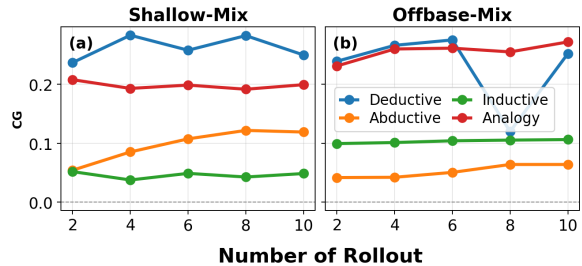 Shallow-Mix
Offbase-Mix
(a)
(b)
CG
0.2
0.1
0.0
Deductive
Inductive
Abductive
Analogy
2 4 6 8 10
2 4 6 8 10
Number of Rollout